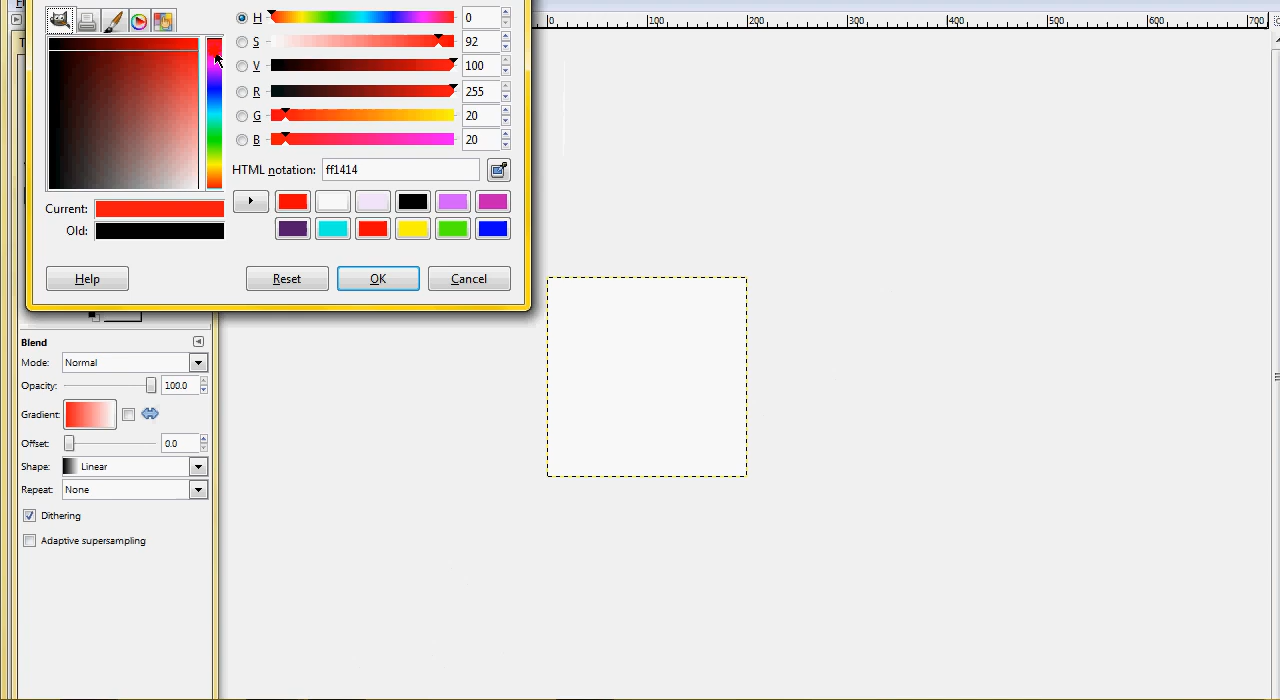 H 0
|0 |100 |200 |300 |400 |500 |600 |700
S 92
V 100
R 255
G 20
B 20
HTML notation: ff1414
Current:
Old:
Help Reset OK Cancel
Blend
Mode: Normal
Opacity: 100.0
Gradient:
Offset: 0.0
Shape: Linear
Repeat: None
Dithering
Adaptive supersampling